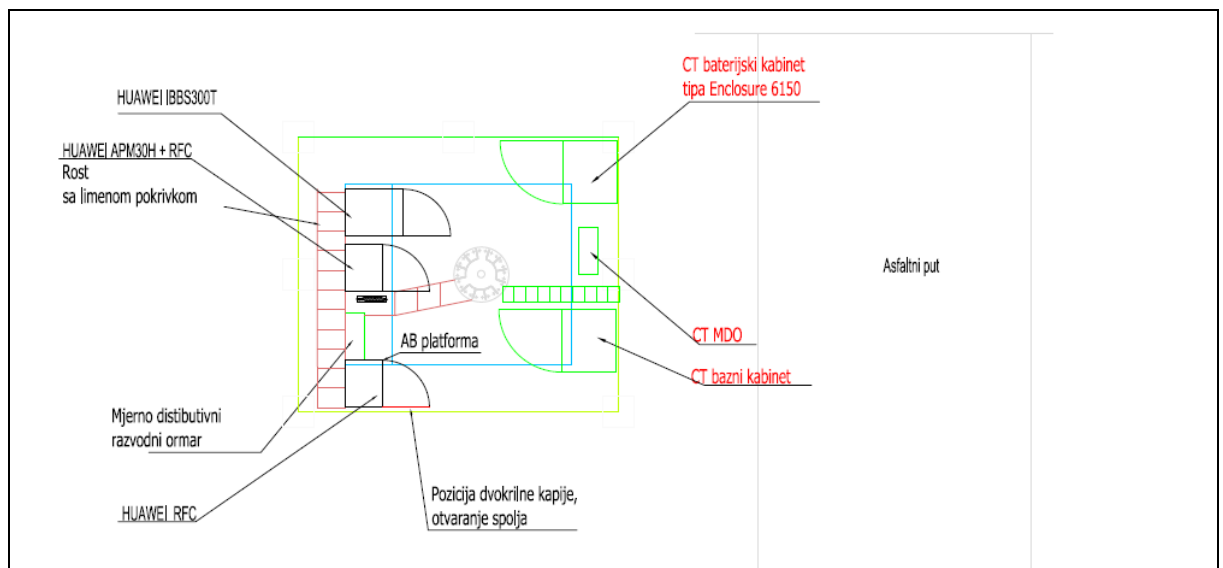 CT baterijski kabinet
tipa Enclosure 6150
HUAWEI IBBS300T
HUAWEI APM30H + RFC
Rost
sa limenom pokrivkom
Asfaltni put
CT MDO
AB platforma
CT bazni kabinet
Mjerno distibutivni
razvodni ormar
HUAWEI RFC
Pozicija dvokrilne kapije,
otvaranje spolja